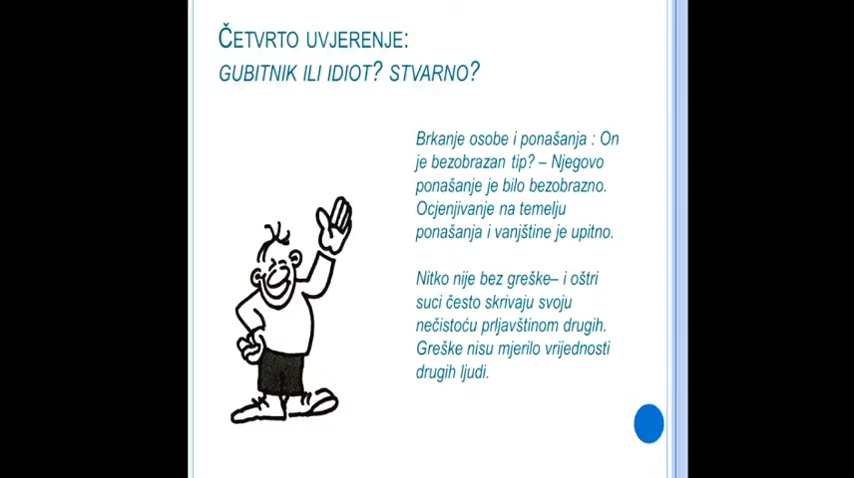 ČETVRTO UVJERENJE:
GUBITNIK ILI IDIOT? STVARNO?
Brkanje osobe i ponašanja : On
je bezobrazan tip? – Njegovo
ponašanje je bilo bezobrazno.
Ocjenjivanje na temelju
ponašanja i vanjštine je upitno.
Nitko nije bez greške– i oštri
suci često skrivaju svoju
nečistoću prljavštinom drugih.
Greške nisu mjerilo vrijednosti
drugih ljudi.